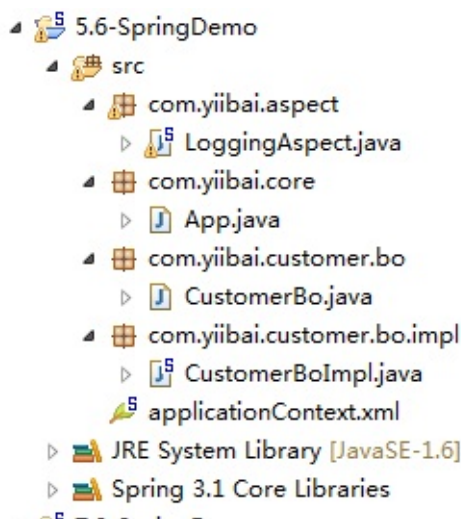 5.6-SpringDemo
src
com.yiibai.aspect
LoggingAspect.java
com.yiibai.core
App.java
com.yiibai.customer.bo
CustomerBo.java
com.yiibai.customer.bo.impl
CustomerBoImpl.java
applicationContext.xml
JRE System Library [JavaSE-1.6]
Spring 3.1 Core Libraries